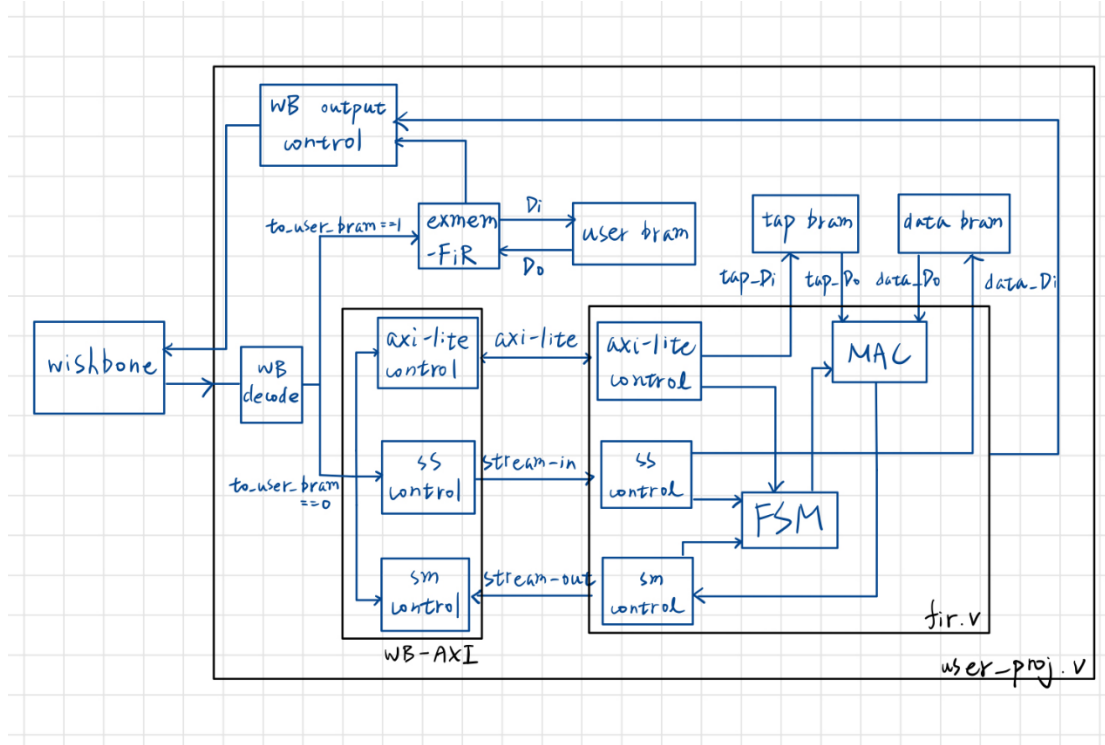 WB output
control
to_user_bram==1
exmem
-FiR
Di
Do
user bram
tap bram
data bram
tap_Di
tap_Do
data_Do
data_Di
wishbone
WB
decode
axi-lite
control
axi-lite
axi-lite
control
MAC
to_user_bram
==0
ss
control
stream-in
ss
control
FSM
sm
control
stream-out
sm
control
fir.v
WB-AXI
user_proj.v